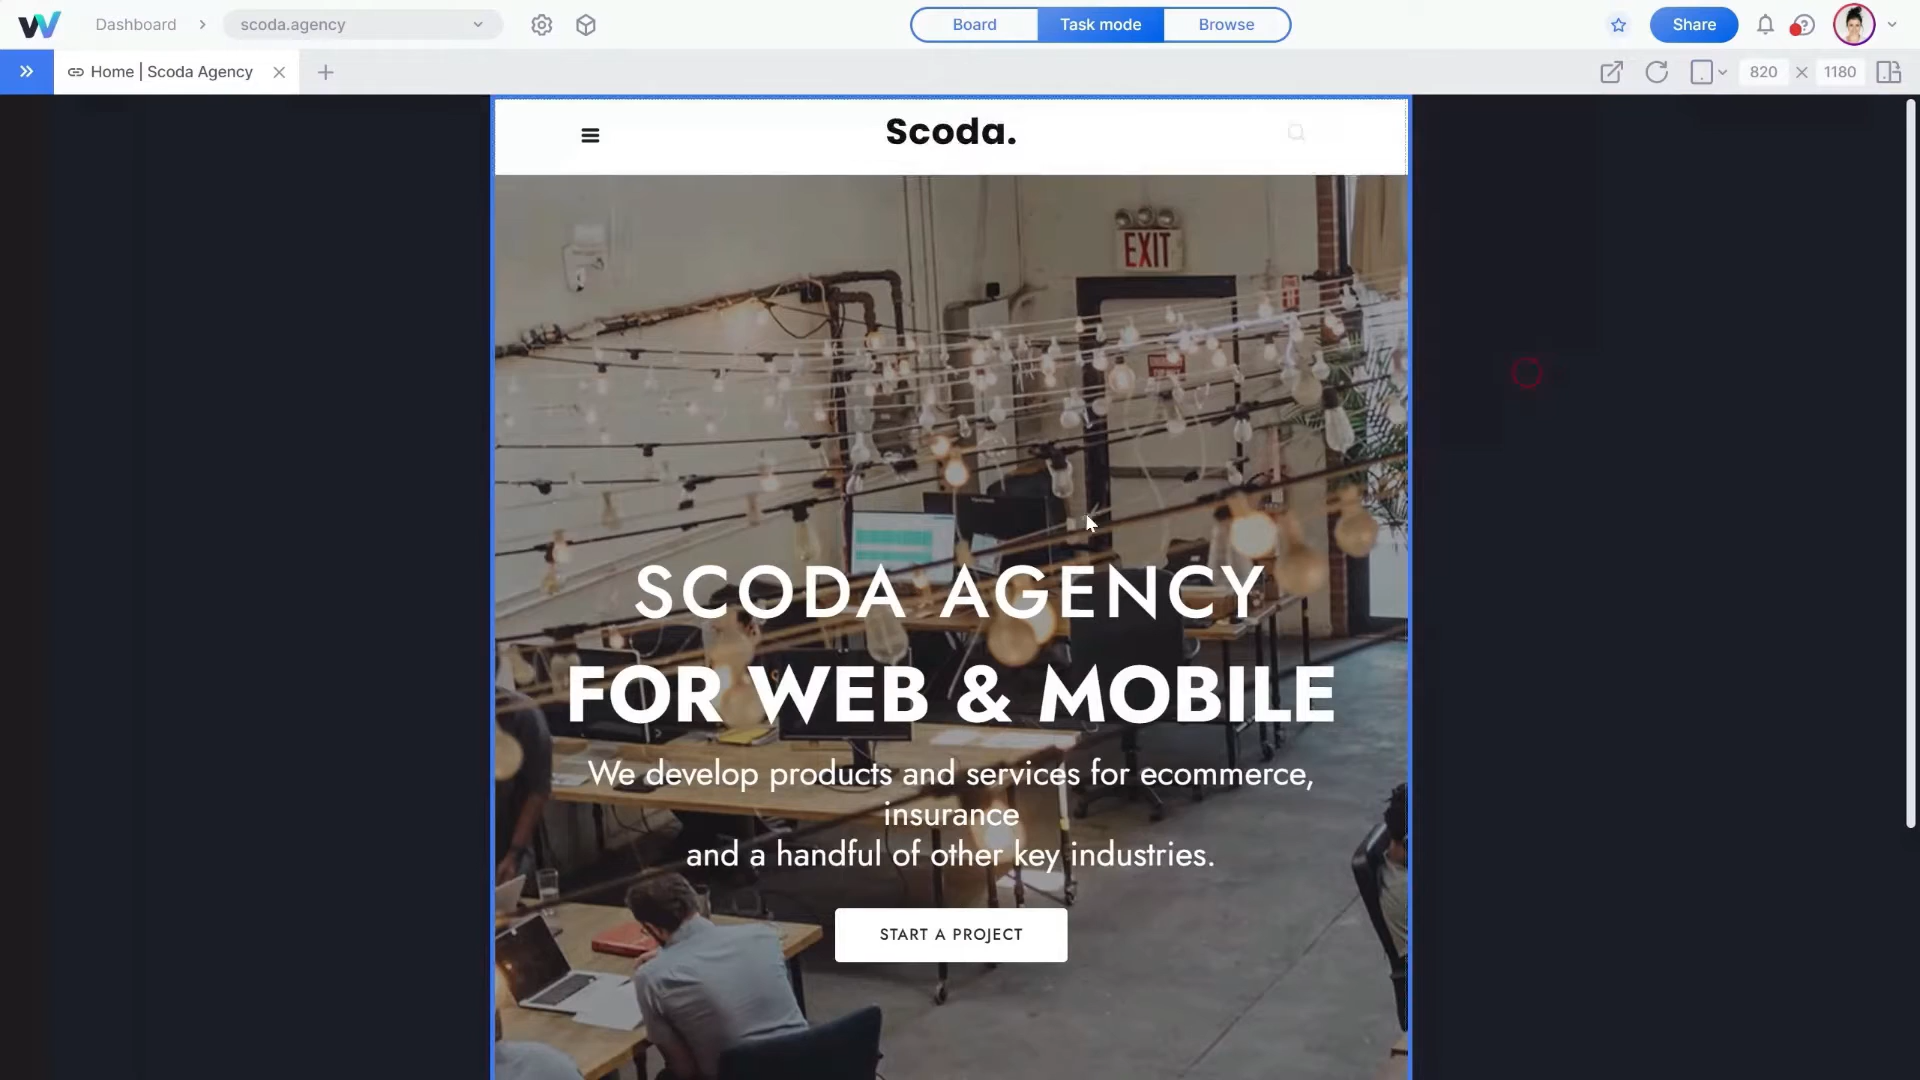 Dashboard
scoda.agency
Board
Task mode
Browse
Share
Home | Scoda Agency
820 × 1180
Scoda.
EXIT
SCODA AGENCY
FOR WEB & MOBILE
We develop products and services for ecommerce,
insurance
and a handful of other key industries.
START A PROJECT